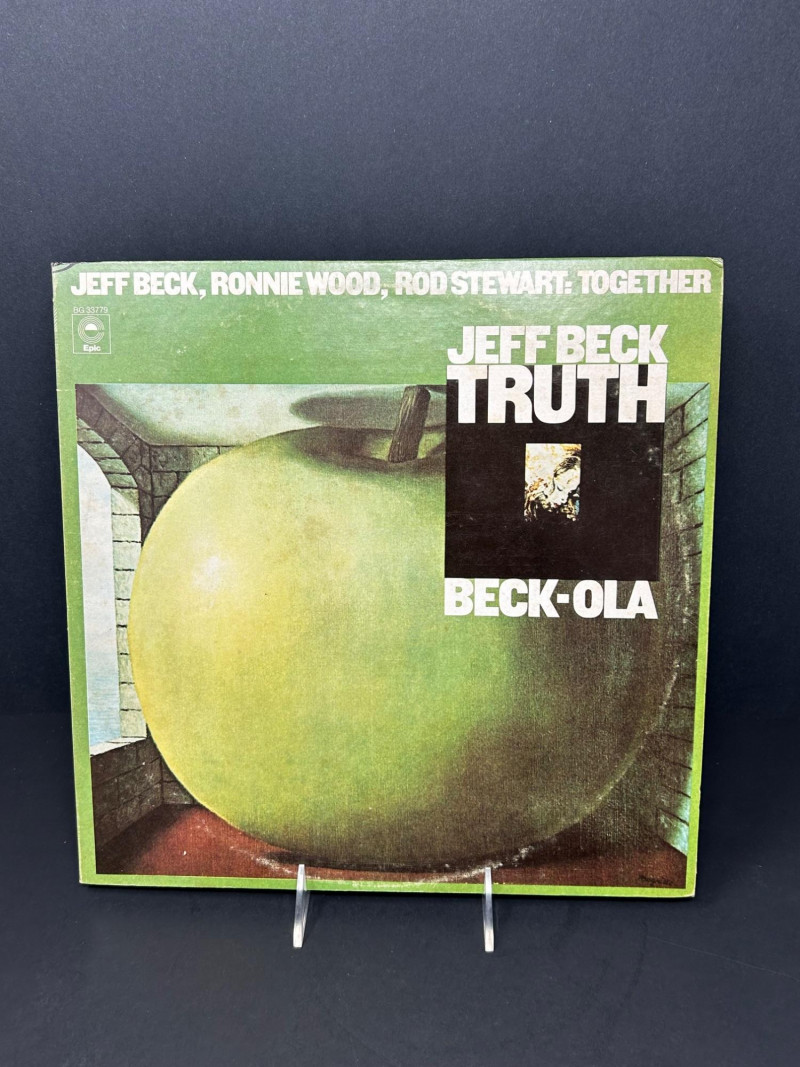 JEFF BECK, RONNIE WOOD, ROD STEWART: TOGETHER
BG 33779
Epic
JEFF BECK
TRUTH
BECK-OLA